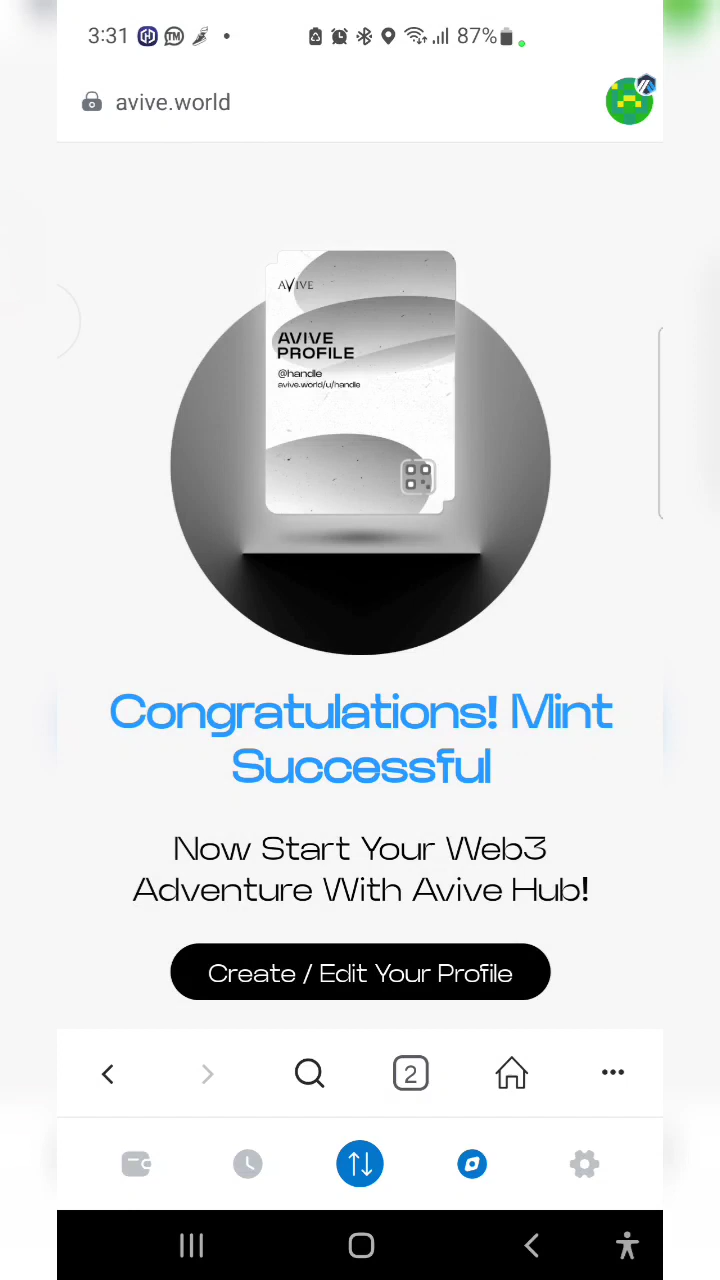 3:31
87%
avive.world
AVIVE
AVIVE
PROFILE
@handle
avive.world/u/handle
Congratulations! Mint
Successful
Now Start Your Web3
Adventure With Avive Hub!
Create / Edit Your Profile
2